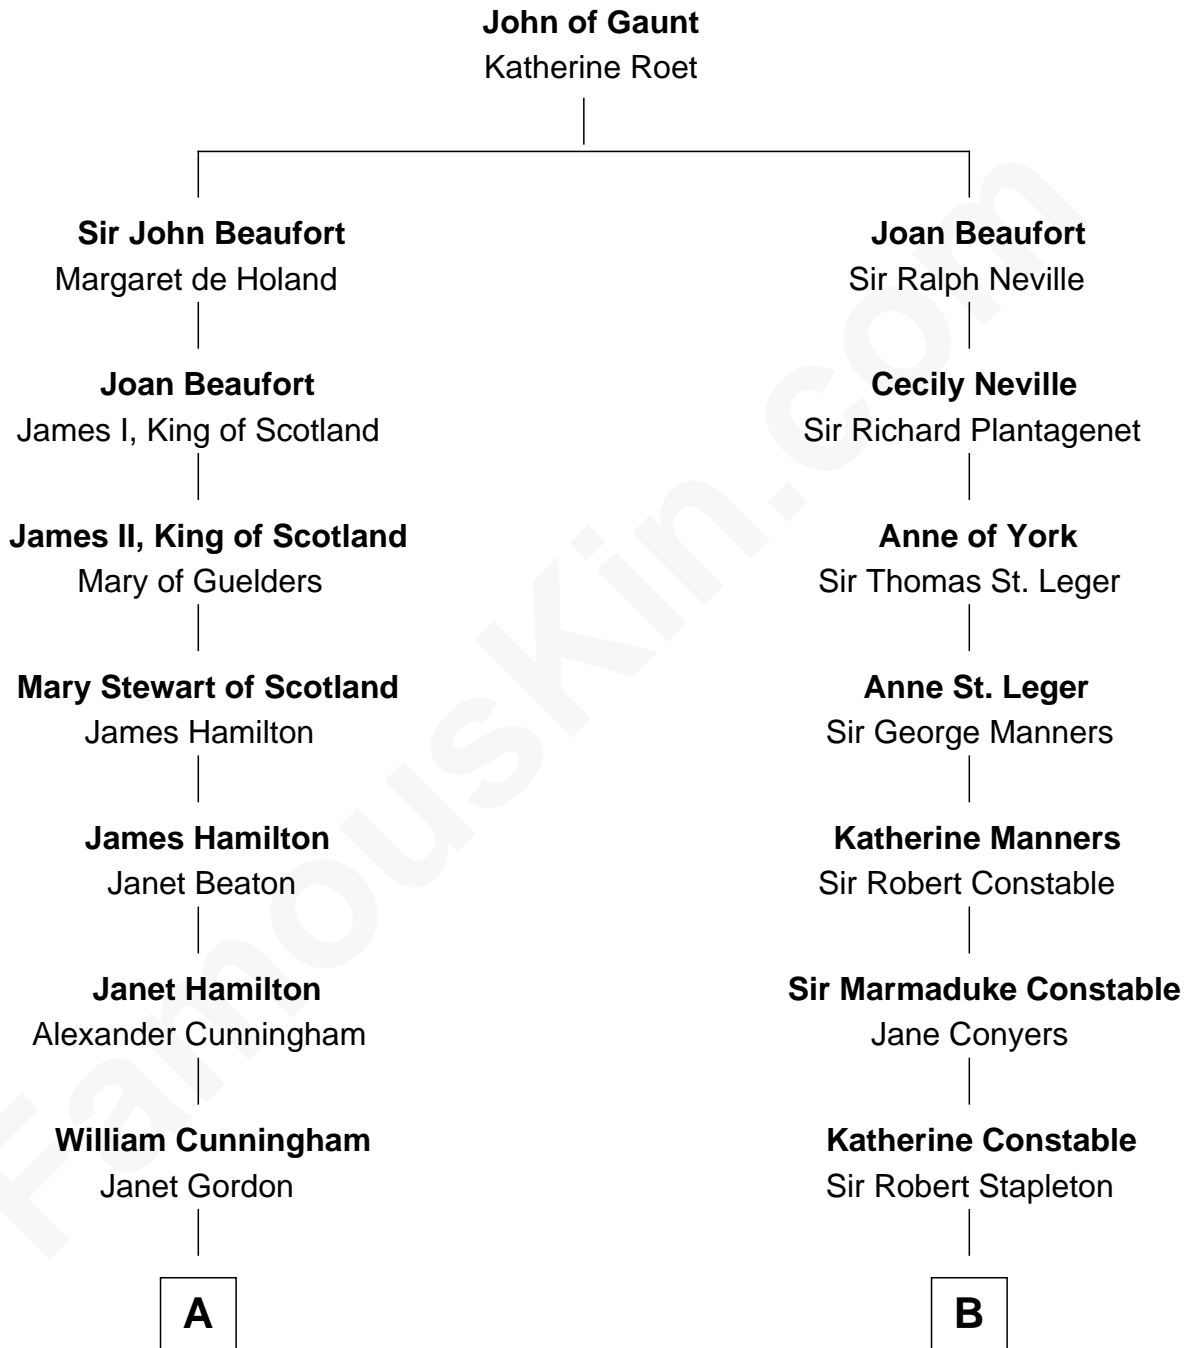 John of Gaunt
Katherine Roet
Sir John Beaufort
Margaret de Holand
Joan Beaufort
James I, King of Scotland
James II, King of Scotland
Mary of Guelders
Mary Stewart of Scotland
James Hamilton
James Hamilton
Janet Beaton
Janet Hamilton
Alexander Cunningham
William Cunningham
Janet Gordon
A
Joan Beaufort
Sir Ralph Neville
Cecily Neville
Sir Richard Plantagenet
Anne of York
Sir Thomas St. Leger
Anne St. Leger
Sir George Manners
Katherine Manners
Sir Robert Constable
Sir Marmaduke Constable
Jane Conyers
Katherine Constable
Sir Robert Stapleton
B
FamousKin.com